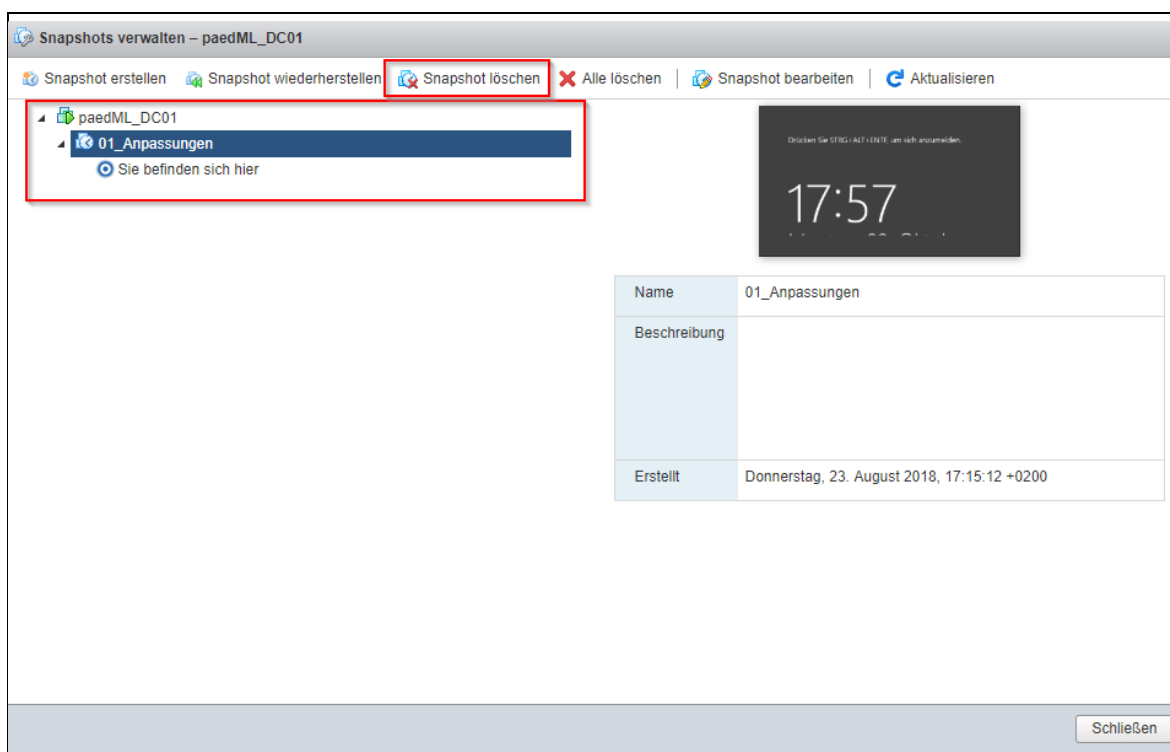 Snapshots verwalten – paedML_DC01
Snapshot erstellen Snapshot wiederherstellen Snapshot löschen Alle löschen Snapshot bearbeiten Aktualisieren
paedML_DC01
01_Anpassungen
Sie befinden sich hier
Drücken Sie STRG+ALT+ENTF, um sich anzumelden.
17:57
Name 01_Anpassungen
Beschreibung
Erstellt Donnerstag, 23. August 2018, 17:15:12 +0200
Schließen